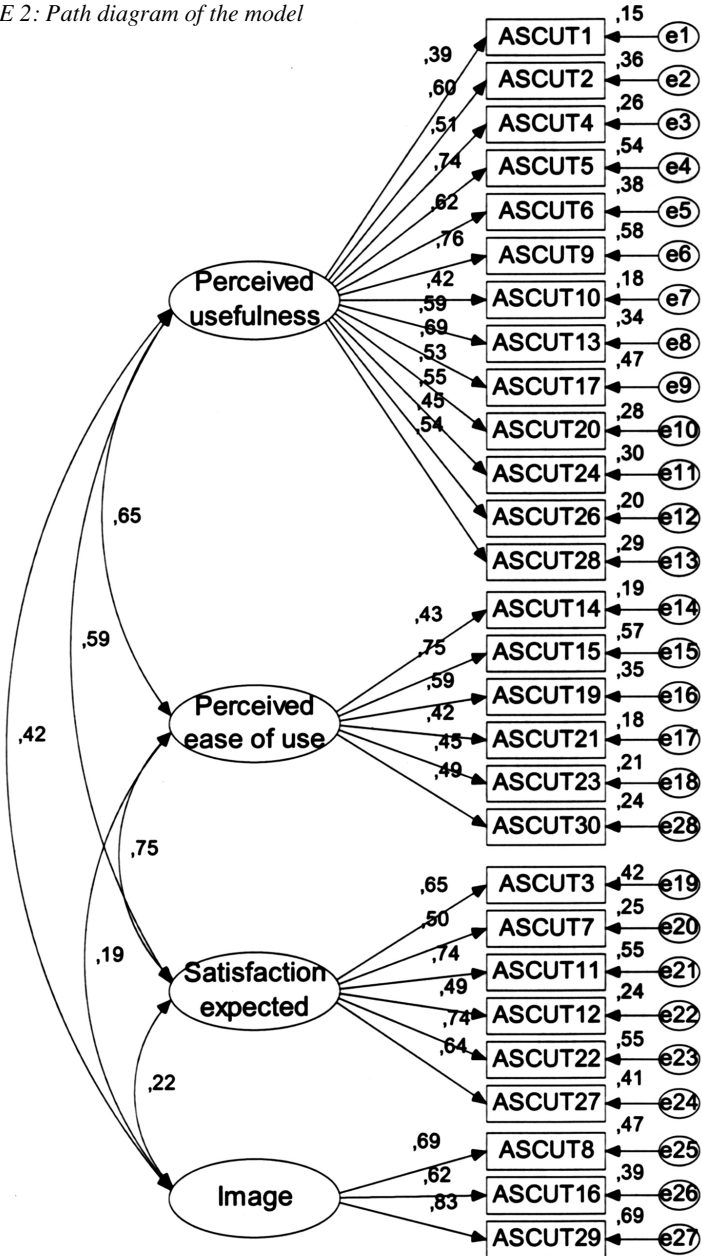 E 2: Path diagram of the model
,39
,60
,51
,74
,62
,76
,42
,59
,69
,53
,55
,45
,54
ASCUT1
,15
e1
ASCUT2
,36
e2
ASCUT4
,26
e3
ASCUT5
,54
e4
ASCUT6
,38
e5
ASCUT9
,58
e6
ASCUT10
,18
e7
ASCUT13
,34
e8
ASCUT17
,47
e9
ASCUT20
,28
e10
ASCUT24
,30
e11
ASCUT26
,20
e12
ASCUT28
,29
e13
Perceived
usefulness
,65
,59
,42
,43
,75
,59
,42
,45
,49
ASCUT14
,19
e14
ASCUT15
,57
e15
ASCUT19
,35
e16
ASCUT21
,18
e17
ASCUT23
,21
e18
ASCUT30
,24
e28
Perceived
ease of use
,75
,19
,65
,50
,74
,49
,74
,64
ASCUT3
,42
e19
ASCUT7
,25
e20
ASCUT11
,55
e21
ASCUT12
,24
e22
ASCUT22
,55
e23
ASCUT27
,41
e24
Satisfaction
expected
,22
,69
,62
,83
ASCUT8
,47
e25
ASCUT16
,39
e26
ASCUT29
,69
e27
Image